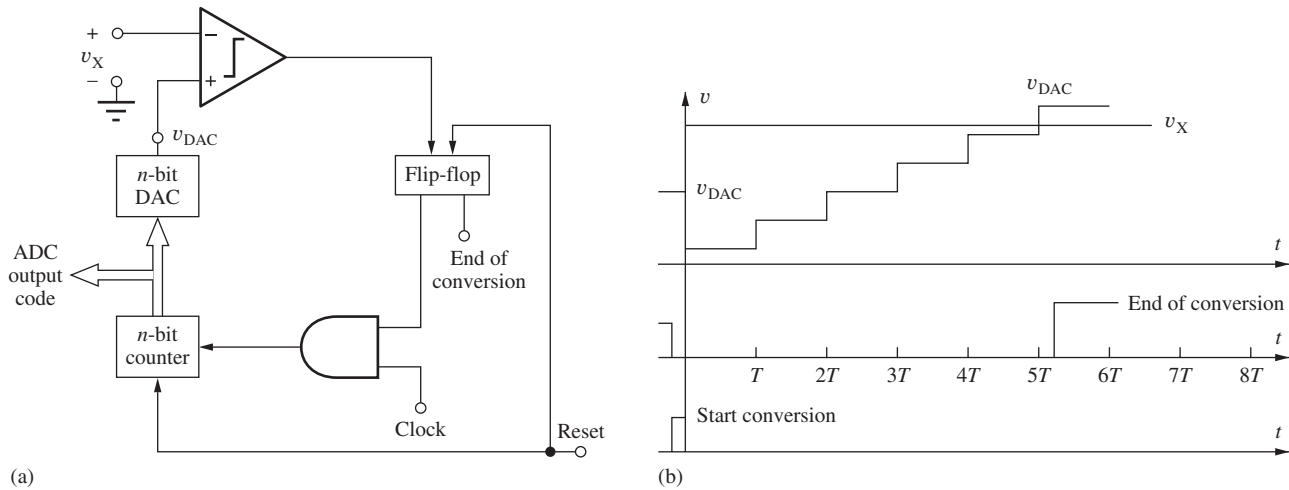 +
v_X
−
−
+
v_DAC
n-bit
DAC
Flip-flop
End of
conversion
ADC
output
code
n-bit
counter
Clock
Reset
(a)
v
v_DAC
v_X
v_DAC
t
End of conversion
t
T 2T 3T 4T 5T 6T 7T 8T
Start conversion
t
(b)